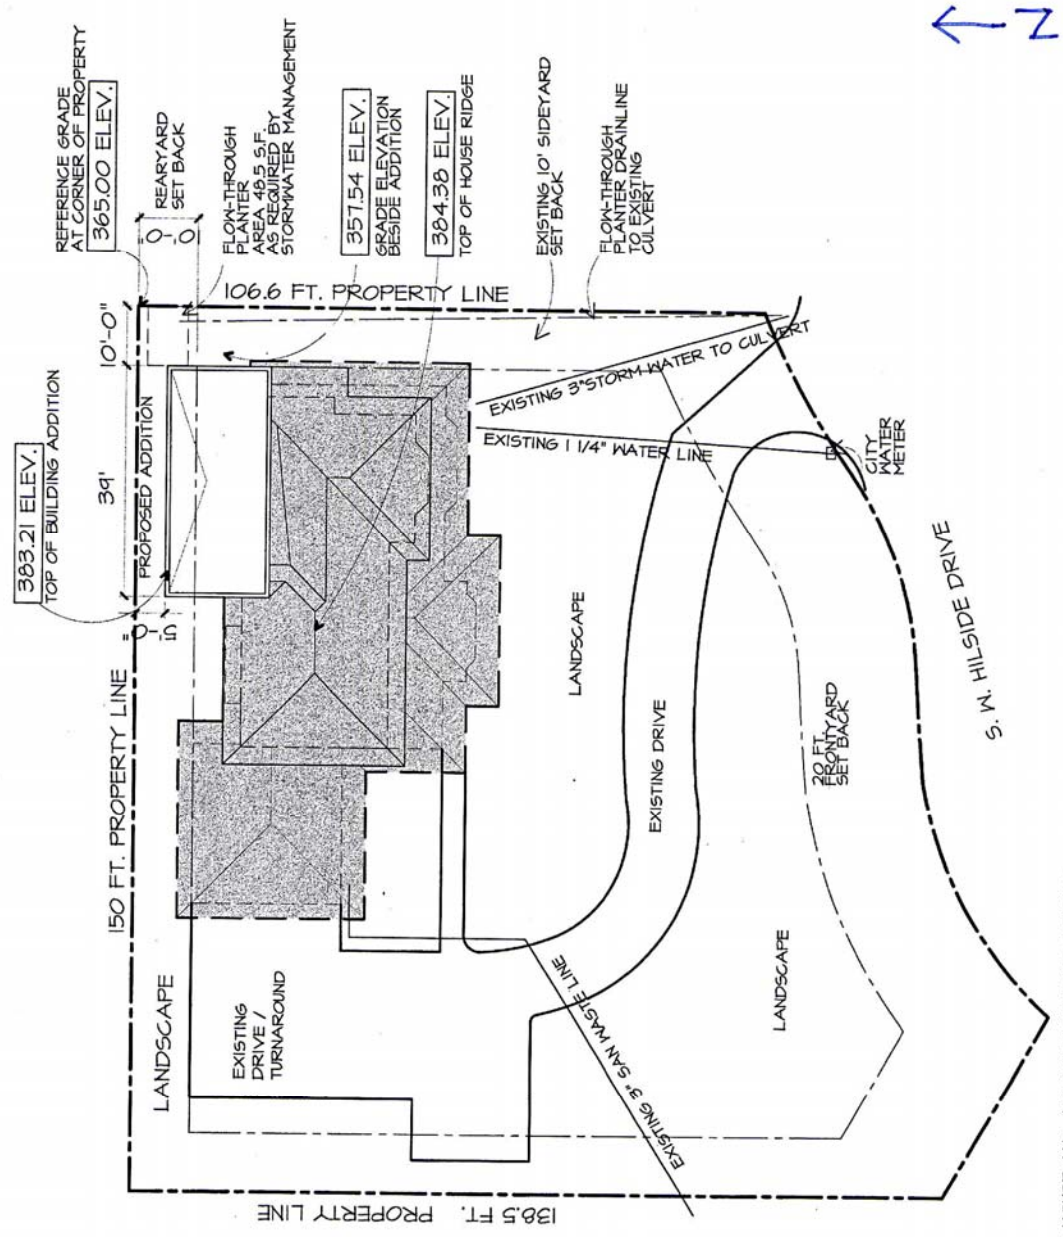 N
REFERENCE GRADE
AT CORNER OF PROPERTY
365.00 ELEV.
REARYARD
SET BACK
FLOW-THROUGH
PLANTER
AREA 48.5 S.F.
AS REQUIRED BY
STORMWATER MANAGEMENT
357.54 ELEV.
GRADE ELEVATION
BESIDE ADDITION
384.38 ELEV.
TOP OF HOUSE RIDGE
EXISTING 10' SIDEYARD
SET BACK
FLOW-THROUGH
PLANTER DRAINLINE
TO EXISTING
CULVERT
106.6 FT. PROPERTY LINE
10'-0"
39'
383.21 ELEV.
TOP OF BUILDING ADDITION
PROPOSED ADDITION
5'-0"
150 FT. PROPERTY LINE
EXISTING 3" STORM WATER TO CULVERT
EXISTING 1 1/4" WATER LINE
CITY
WATER
METER
S. W. HILSIDE DRIVE
LANDSCAPE
EXISTING DRIVE
20 FT.
FRONTYARD
SET BACK
LANDSCAPE
LANDSCAPE
EXISTING
DRIVE /
TURNAROUND
EXISTING 3" SAN WASTE LINE
138.5 FT. PROPERTY LINE